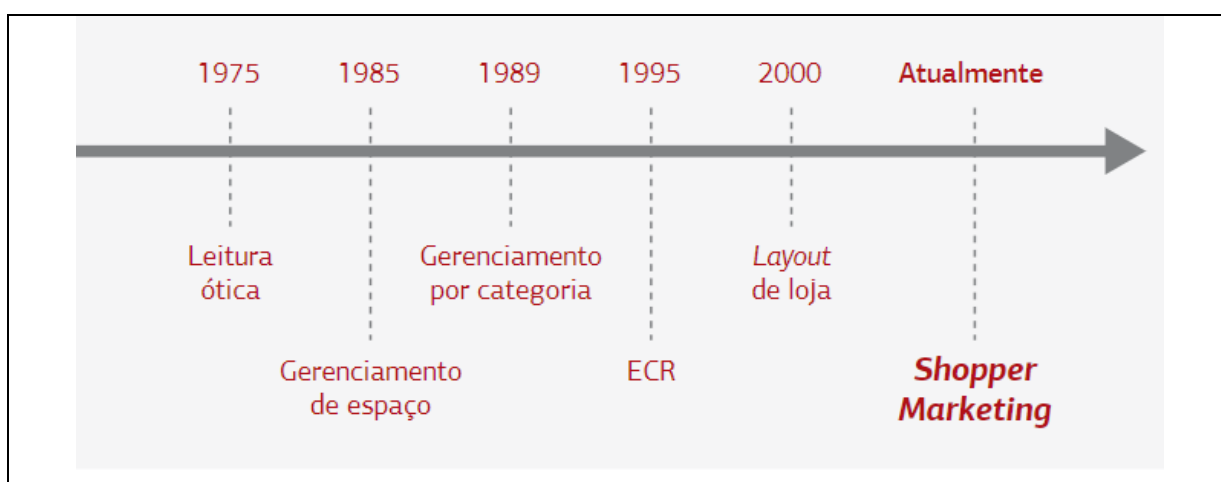 1975 1985 1989 1995 2000 Atualmente
Leitura
ótica
Gerenciamento
por categoria
Layout
de loja
Gerenciamento
de espaço
ECR
Shopper
Marketing